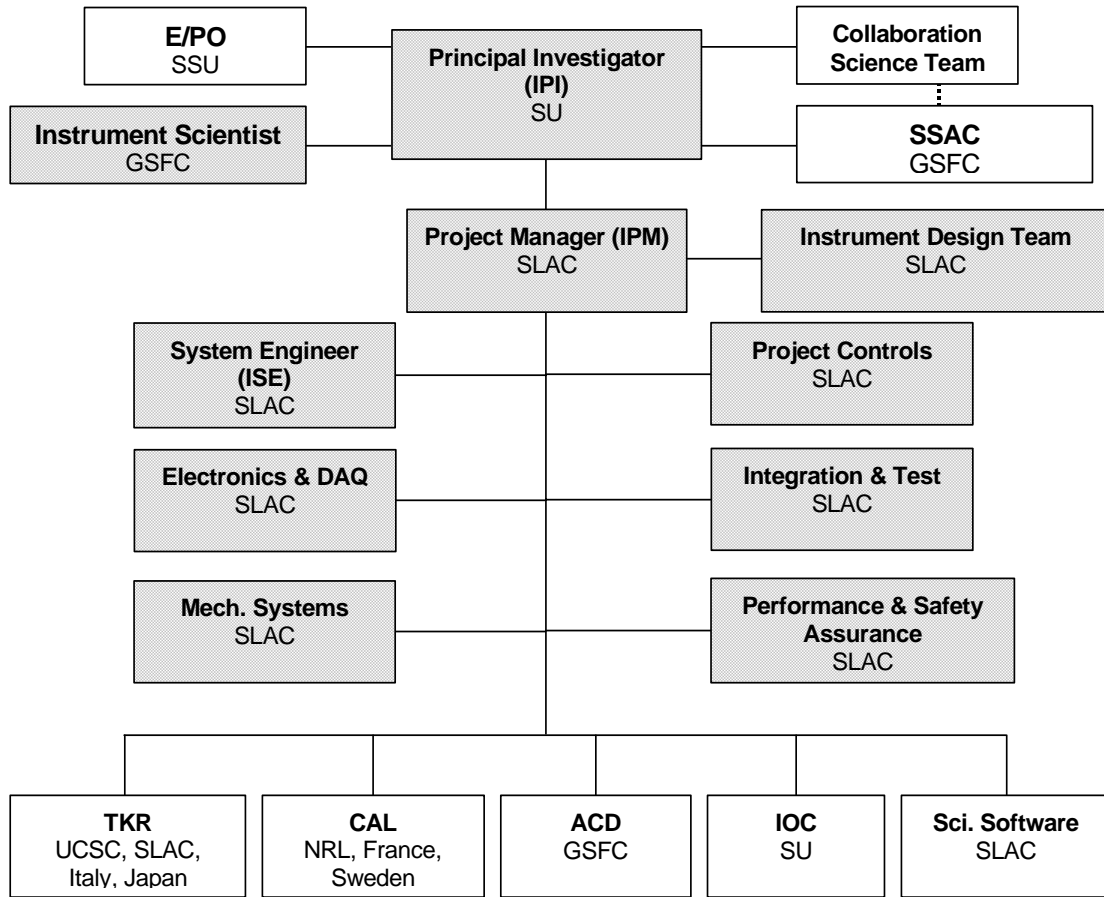 E/PO
SSU
Principal Investigator
(IPI)
SU
Collaboration
Science Team
Instrument Scientist
GSFC
SSAC
GSFC
Project Manager (IPM)
SLAC
Instrument Design Team
SLAC
System Engineer
(ISE)
SLAC
Project Controls
SLAC
Electronics & DAQ
SLAC
Integration & Test
SLAC
Mech. Systems
SLAC
Performance & Safety
Assurance
SLAC
TKR
UCSC, SLAC,
Italy, Japan
CAL
NRL, France,
Sweden
ACD
GSFC
IOC
SU
Sci. Software
SLAC